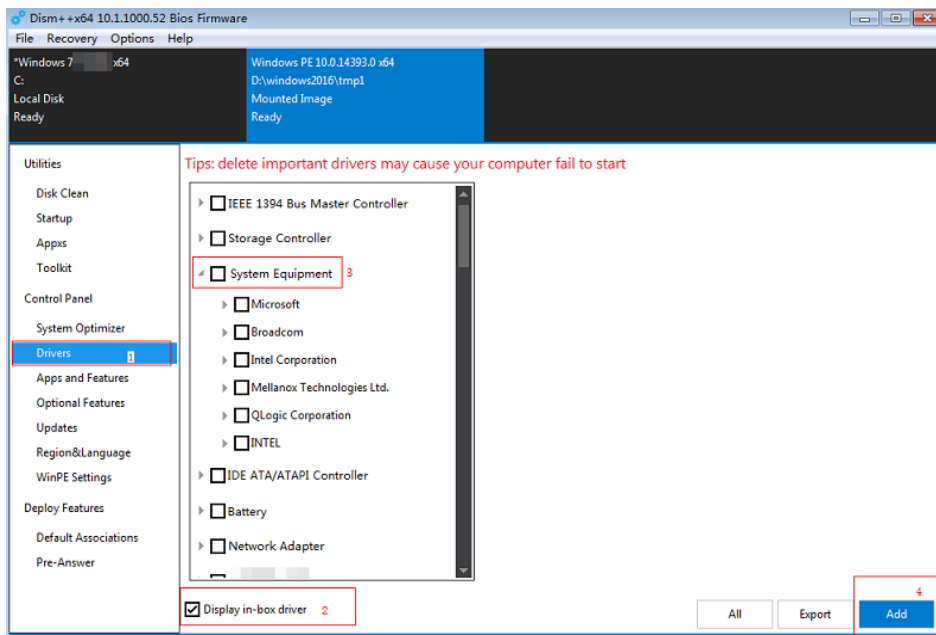 Dism++x64 10.1.1000.52 Bios Firmware
File Recovery Options Help
*Windows 7 x64
C:
Local Disk
Ready
Windows PE 10.0.14393.0 x64
D:\windows2016\tmp1
Mounted Image
Ready
Utilities
Disk Clean
Startup
Appxs
Toolkit
Control Panel
System Optimizer
Drivers 1
Apps and Features
Optional Features
Updates
Region&Language
WinPE Settings
Deploy Features
Default Associations
Pre-Answer
Tips: delete important drivers may cause your computer fail to start
IEEE 1394 Bus Master Controller
Storage Controller
System Equipment 3
Microsoft
Broadcom
Intel Corporation
Mellanox Technologies Ltd.
QLogic Corporation
INTEL
IDE ATA/ATAPI Controller
Battery
Network Adapter
Display in-box driver 2
4
All Export Add